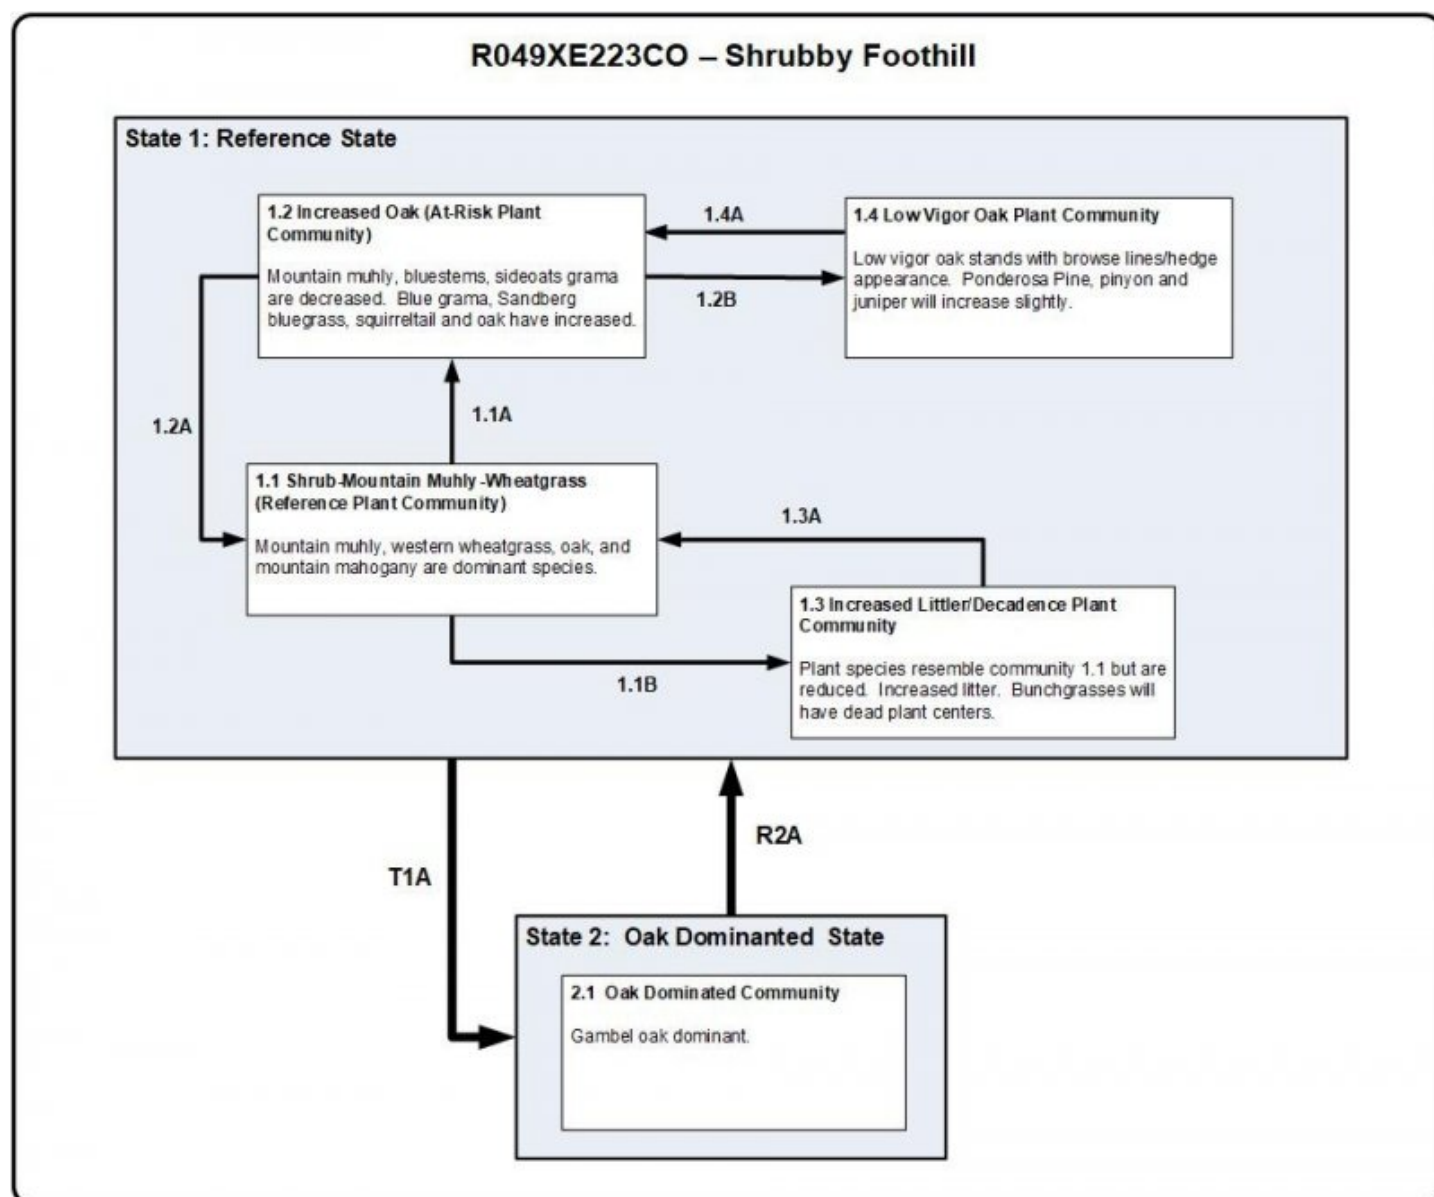 R049XE223CO – Shrubby Foothill
State 1: Reference State
1.2 Increased Oak (At-Risk Plant
Community)
Mountain muhly, bluestems, sideoats grama
are decreased. Blue grama, Sandberg
bluegrass, squirreltail and oak have increased.
1.4A
1.2B
1.4 Low Vigor Oak Plant Community
Low vigor oak stands with browse lines/hedge
appearance. Ponderosa Pine, pinyon and
juniper will increase slightly.
1.2A
1.1A
1.1 Shrub-Mountain Muhly-Wheatgrass
(Reference Plant Community)
Mountain muhly, western wheatgrass, oak, and
mountain mahogany are dominant species.
1.3A
1.1B
1.3 Increased Littler/Decadence Plant
Community
Plant species resemble community 1.1 but are
reduced. Increased litter. Bunchgrasses will
have dead plant centers.
T1A
R2A
State 2: Oak Dominanted State
2.1 Oak Dominated Community
Gambel oak dominant.